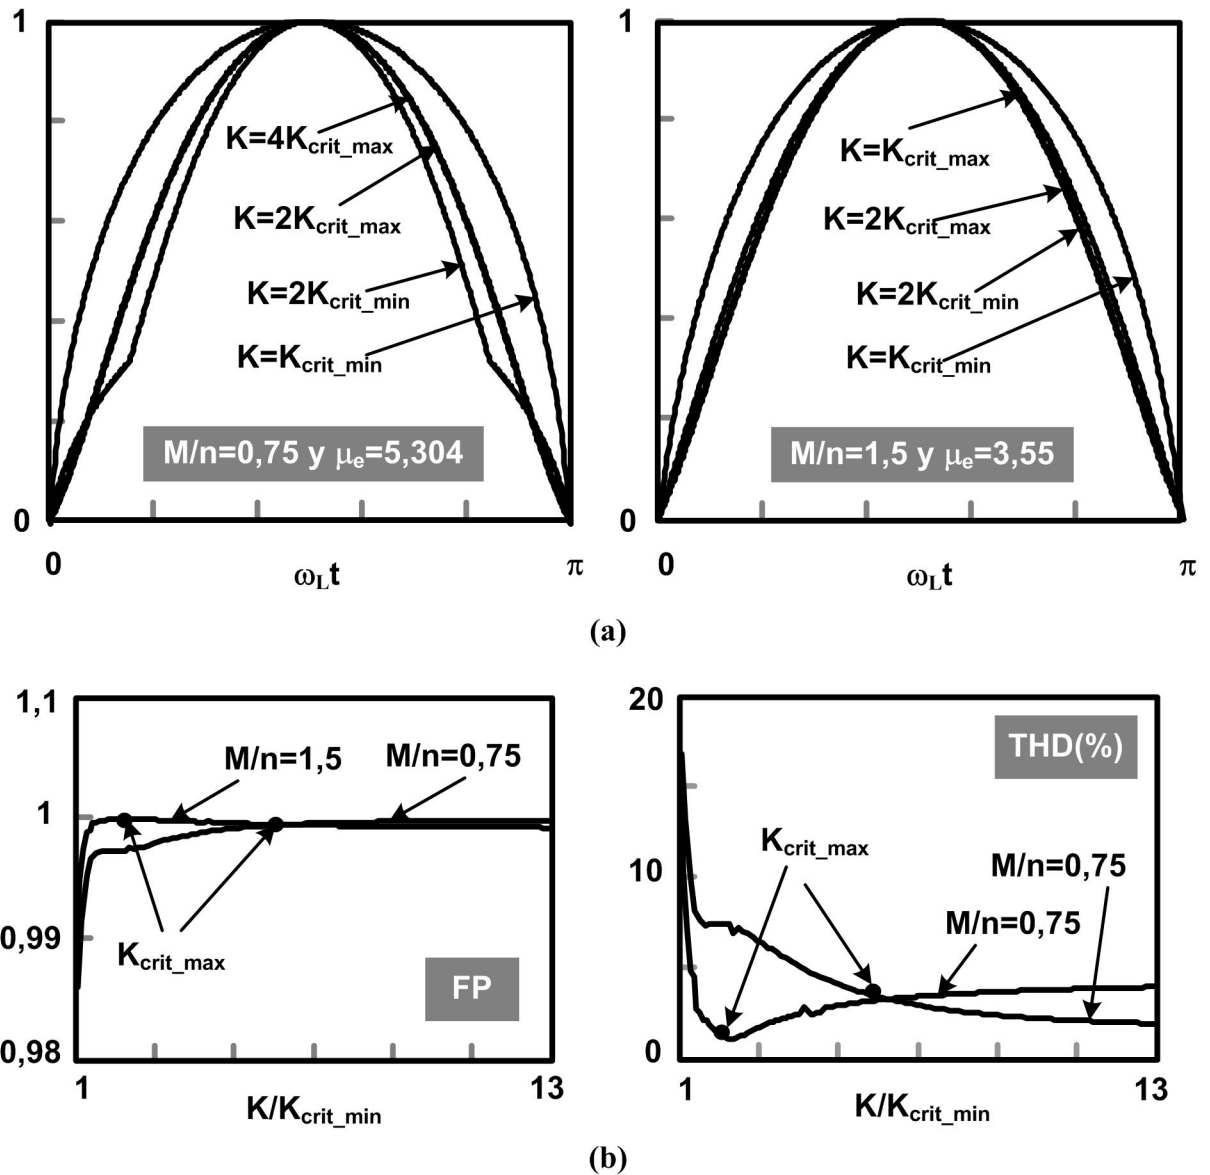 1
K=4Kcrit_max
K=2Kcrit_max
K=2Kcrit_min
K=Kcrit_min
M/n=0,75 y μe=5,304
0
0
ωLt
π
1
K=Kcrit_max
K=2Kcrit_max
K=2Kcrit_min
K=Kcrit_min
M/n=1,5 y μe=3,55
0
0
ωLt
π
(a)
1,1
M/n=1,5
M/n=0,75
1
0,99
Kcrit_max
FP
0,98
1
13
K/Kcrit_min
20
THD(%)
Kcrit_max
M/n=0,75
10
M/n=0,75
0
1
13
K/Kcrit_min
(b)